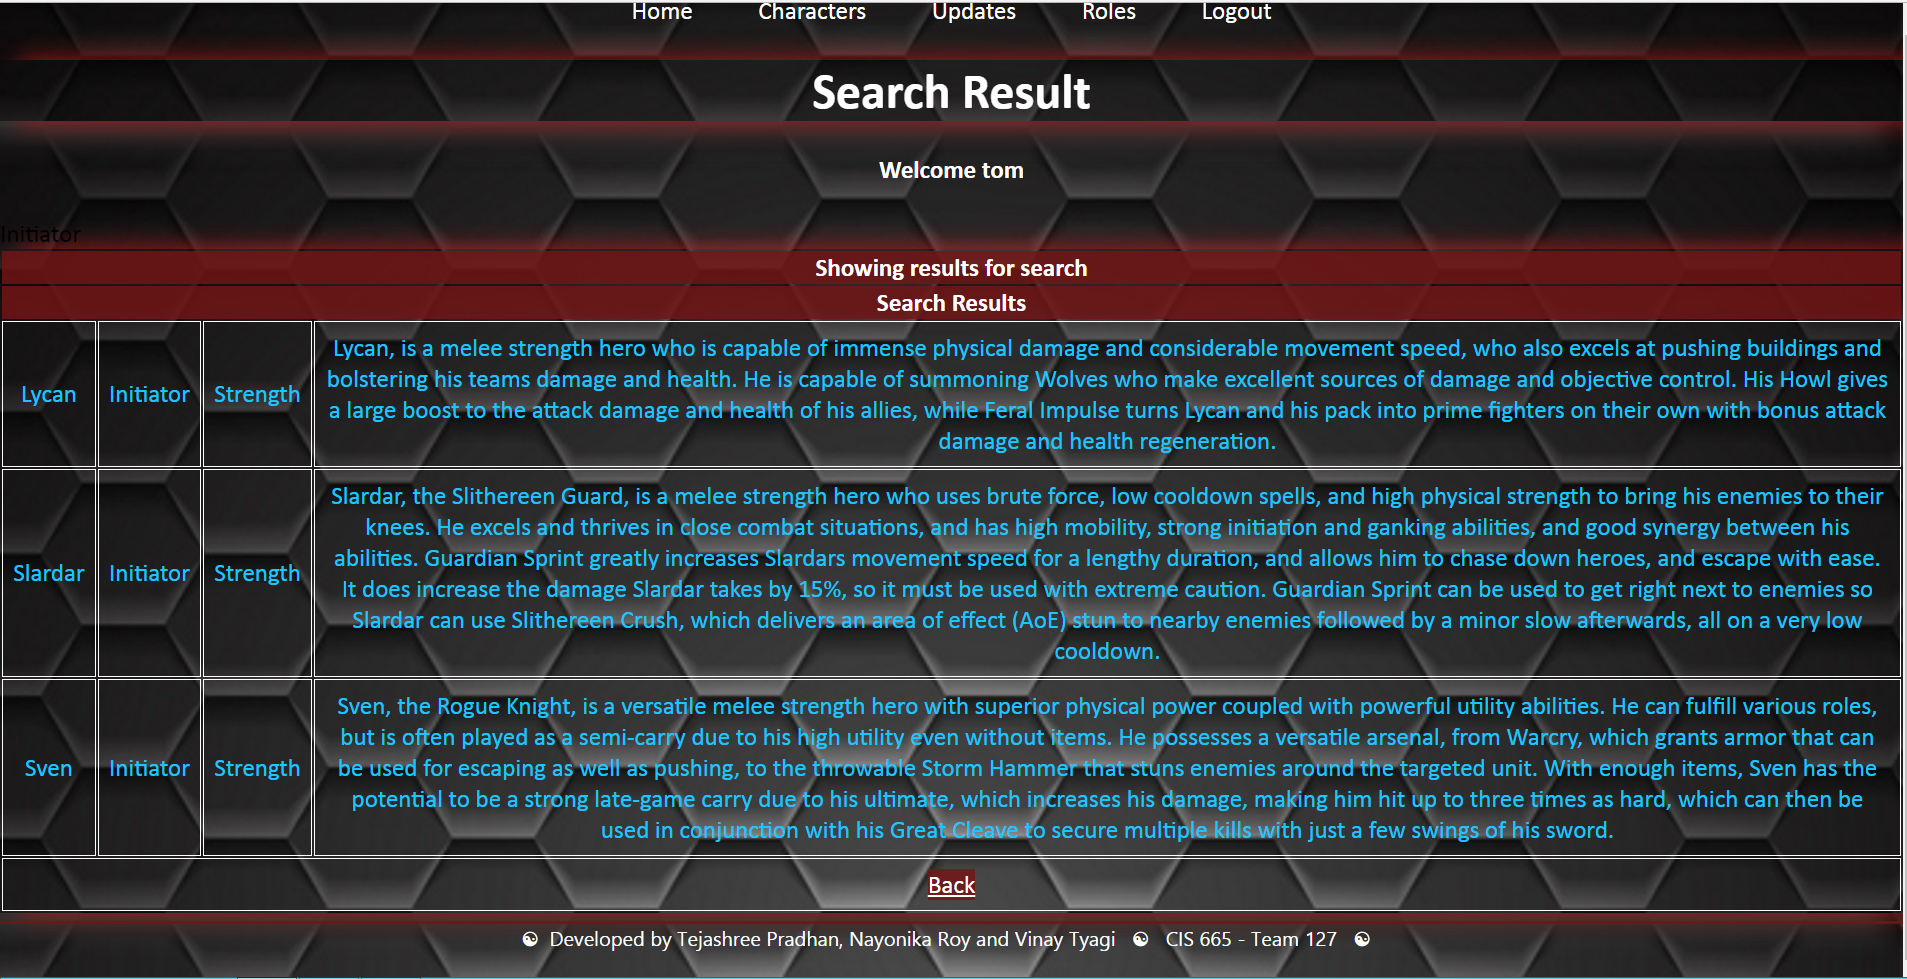 Home Characters Updates Roles Logout
Search Result
Welcome tom
Initiator
Showing results for search
Search Results
Lycan Initiator Strength
Lycan, is a melee strength hero who is capable of immense physical damage and considerable movement speed, who also excels at pushing buildings and
bolstering his teams damage and health. He is capable of summoning Wolves who make excellent sources of damage and objective control. His Howl gives
a large boost to the attack damage and health of his allies, while Feral Impulse turns Lycan and his pack into prime fighters on their own with bonus attack
damage and health regeneration.
Slardar Initiator Strength
Slardar, the Slithereen Guard, is a melee strength hero who uses brute force, low cooldown spells, and high physical strength to bring his enemies to their
knees. He excels and thrives in close combat situations, and has high mobility, strong initiation and ganking abilities, and good synergy between his
abilities. Guardian Sprint greatly increases Slardars movement speed for a lengthy duration, and allows him to chase down heroes, and escape with ease.
It does increase the damage Slardar takes by 15%, so it must be used with extreme caution. Guardian Sprint can be used to get right next to enemies so
Slardar can use Slithereen Crush, which delivers an area of effect (AoE) stun to nearby enemies followed by a minor slow afterwards, all on a very low
cooldown.
Sven Initiator Strength
Sven, the Rogue Knight, is a versatile melee strength hero with superior physical power coupled with powerful utility abilities. He can fulfill various roles,
but is often played as a semi-carry due to his high utility even without items. He possesses a versatile arsenal, from Warcry, which grants armor that can
be used for escaping as well as pushing, to the throwable Storm Hammer that stuns enemies around the targeted unit. With enough items, Sven has the
potential to be a strong late-game carry due to his ultimate, which increases his damage, making him hit up to three times as hard, which can then be
used in conjunction with his Great Cleave to secure multiple kills with just a few swings of his sword.
Back
☯ Developed by Tejashree Pradhan, Nayonika Roy and Vinay Tyagi ☯ CIS 665 - Team 127 ☯